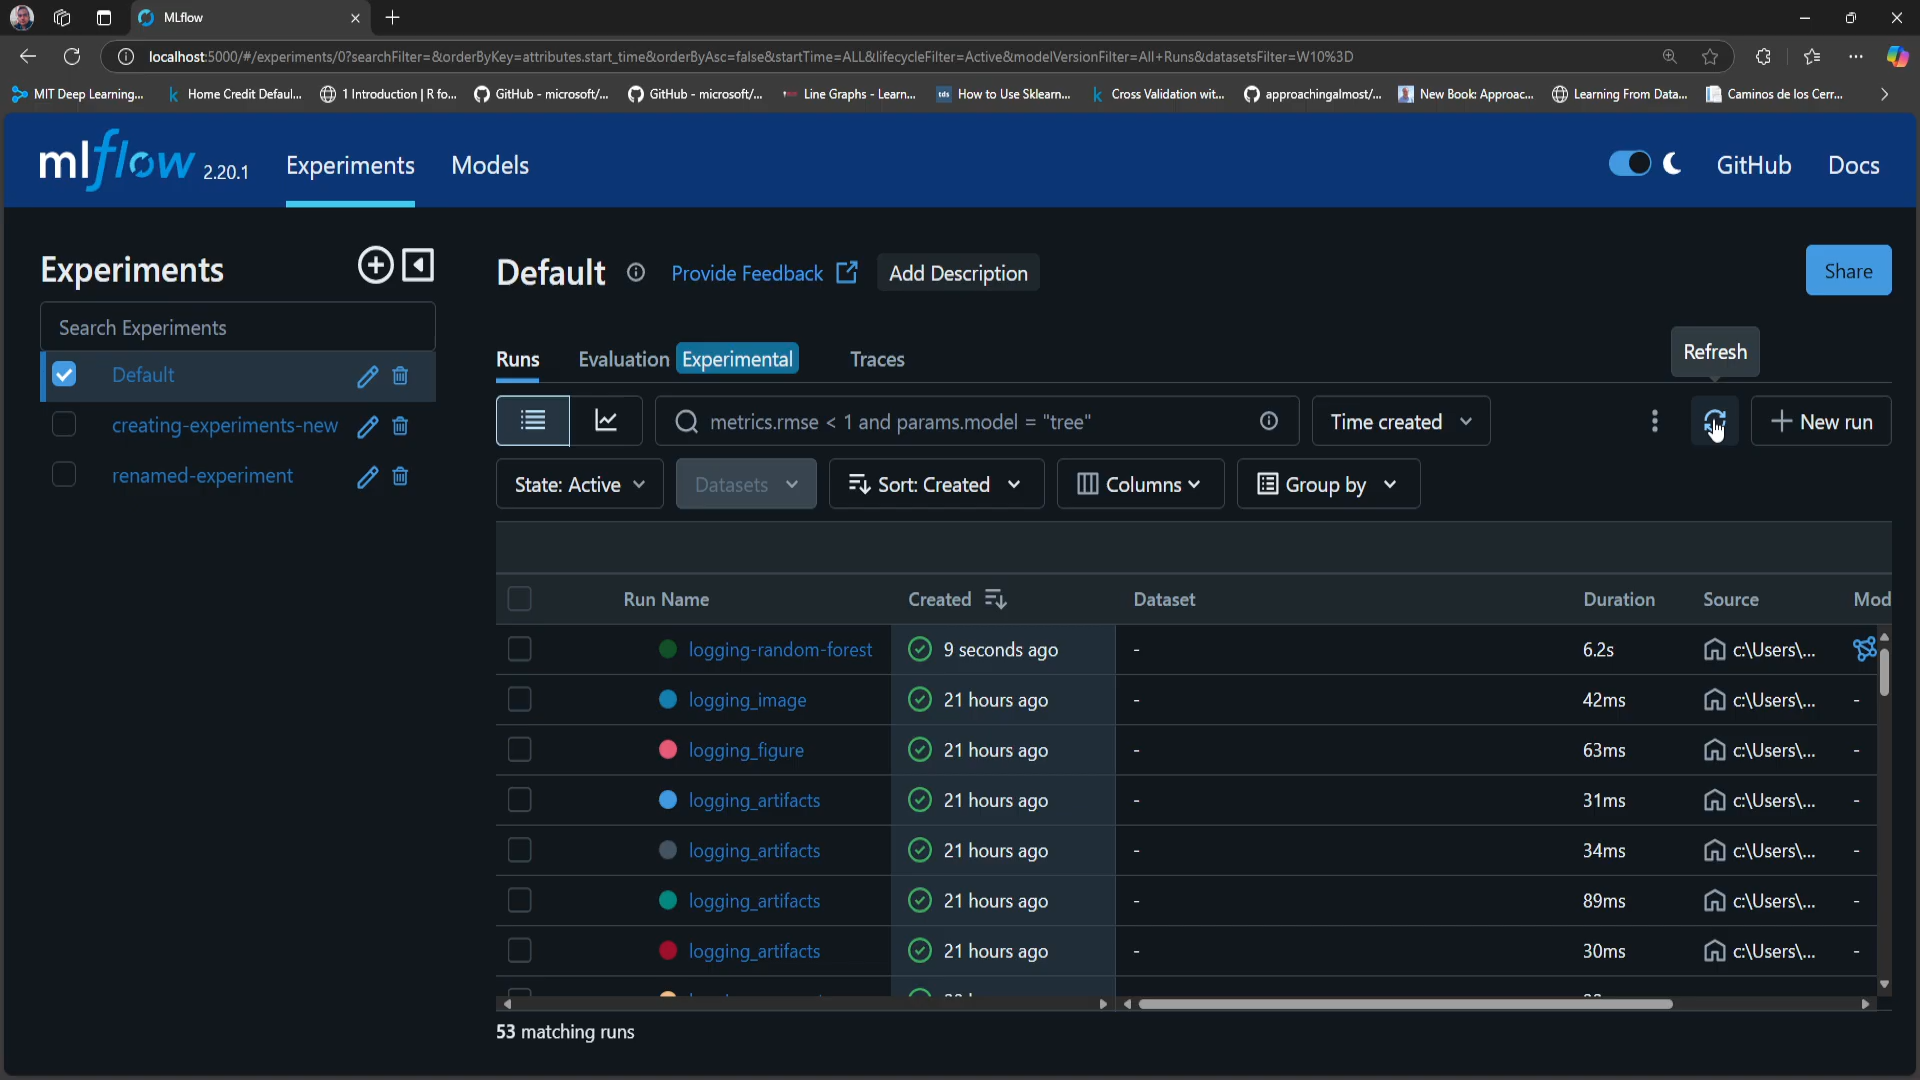 MLflow
localhost:5000/#/experiments/0?searchFilter=&orderByKey=attributes.start_time&orderByAsc=false&startTime=ALL&lifecycleFilter=Active&modelVersionFilter=All+Runs&datasetsFilter=W10%3D
MIT Deep Learning... Home Credit Defaul... 1 Introduction | R fo... GitHub - microsoft/... GitHub - microsoft/... Line Graphs - Learn... How to Use Sklearn... Cross Validation wit... approachingalmost/... New Book: Approac... Learning From Data... Caminos de los Cerr...
mlflow 2.20.1 Experiments Models GitHub Docs
Experiments
Search Experiments
Default
creating-experiments-new
renamed-experiment
Default Provide Feedback Add Description Share
Runs Evaluation Experimental Traces
Refresh
metrics.rmse < 1 and params.model = "tree" Time created New run
State: Active Datasets Sort: Created Columns Group by
Run Name Created Dataset Duration Source Mod
logging-random-forest 9 seconds ago - 6.2s c:\Users\...
logging_image 21 hours ago - 42ms c:\Users\... -
logging_figure 21 hours ago - 63ms c:\Users\... -
logging_artifacts 21 hours ago - 31ms c:\Users\... -
logging_artifacts 21 hours ago - 34ms c:\Users\... -
logging_artifacts 21 hours ago - 89ms c:\Users\... -
logging_artifacts 21 hours ago - 30ms c:\Users\... -
53 matching runs